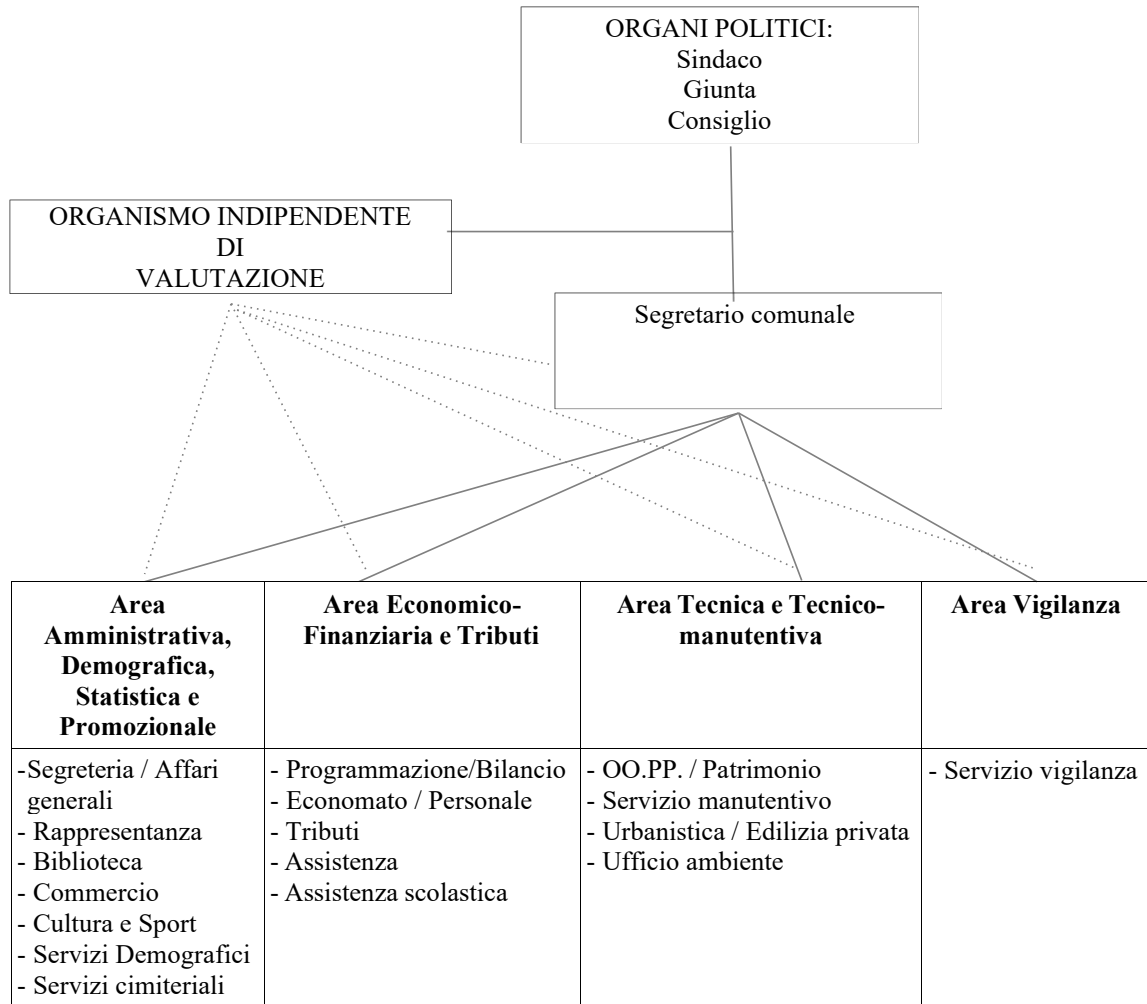 ORGANI POLITICI:
Sindaco
Giunta
Consiglio
ORGANISMO INDIPENDENTE
DI
VALUTAZIONE
Segretario comunale
Area
Amministrativa,
Demografica,
Statistica e
Promozionale
Area Economico-
Finanziaria e Tributi
Area Tecnica e Tecnico-
manutentiva
Area Vigilanza
-Segreteria / Affari
generali
- Rappresentanza
- Biblioteca
- Commercio
- Cultura e Sport
- Servizi Demografici
- Servizi cimiteriali
- Programmazione/Bilancio
- Economato / Personale
- Tributi
- Assistenza
- Assistenza scolastica
- OO.PP. / Patrimonio
- Servizio manutentivo
- Urbanistica / Edilizia privata
- Ufficio ambiente
- Servizio vigilanza